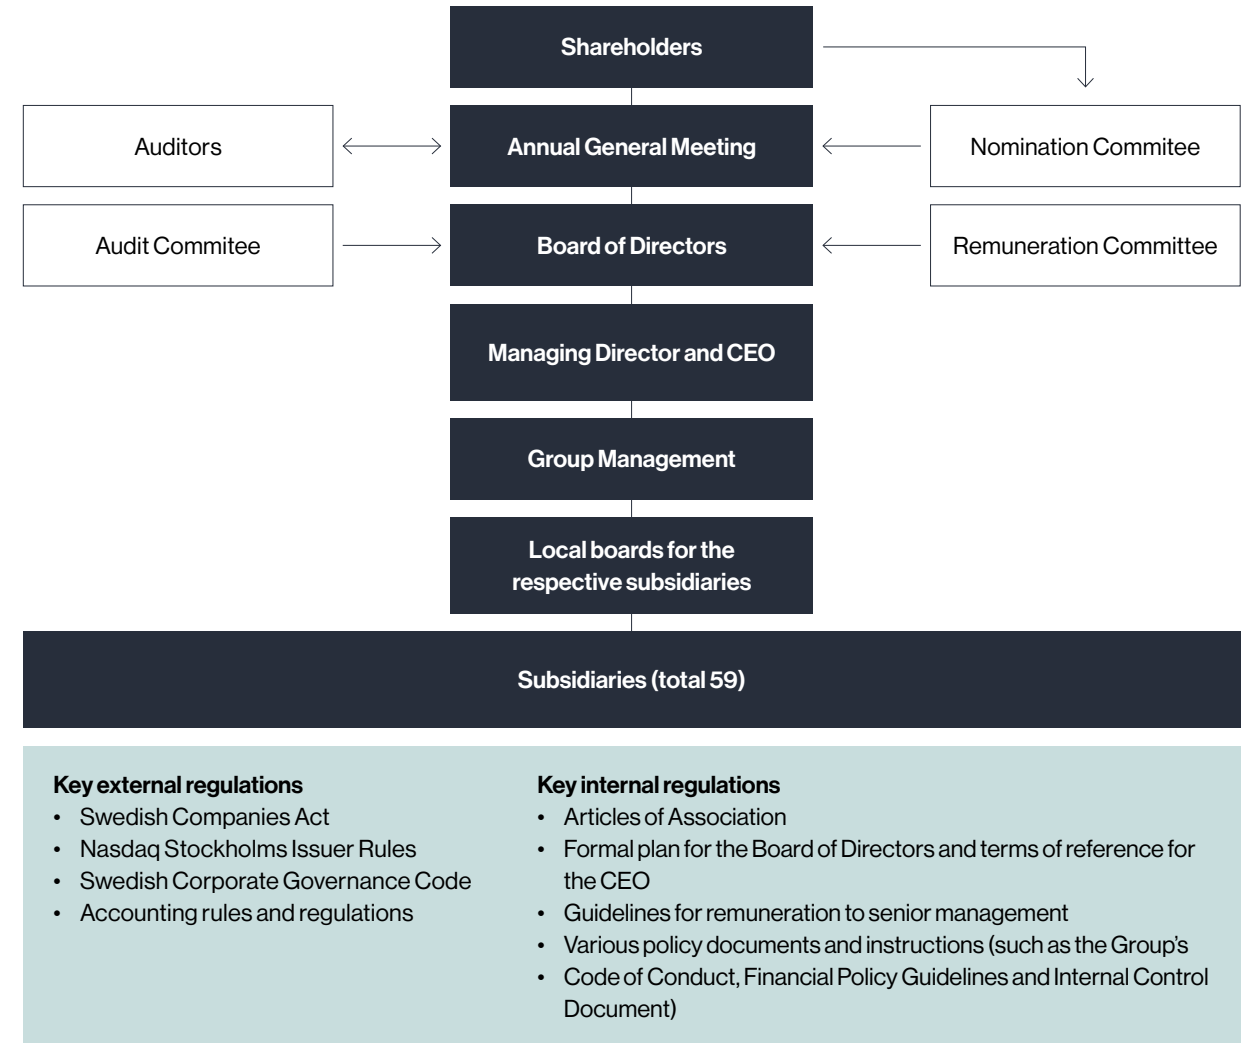 Shareholders
Auditors
Annual General Meeting
Nomination Commitee
Audit Commitee
Board of Directors
Remuneration Committee
Managing Director and CEO
Group Management
Local boards for the
respective subsidiaries
Subsidiaries (total 59)
Key external regulations
• Swedish Companies Act
• Nasdaq Stockholms Issuer Rules
• Swedish Corporate Governance Code
• Accounting rules and regulations
Key internal regulations
• Articles of Association
• Formal plan for the Board of Directors and terms of reference for
the CEO
• Guidelines for remuneration to senior management
• Various policy documents and instructions (such as the Group’s
• Code of Conduct, Financial Policy Guidelines and Internal Control
Document)